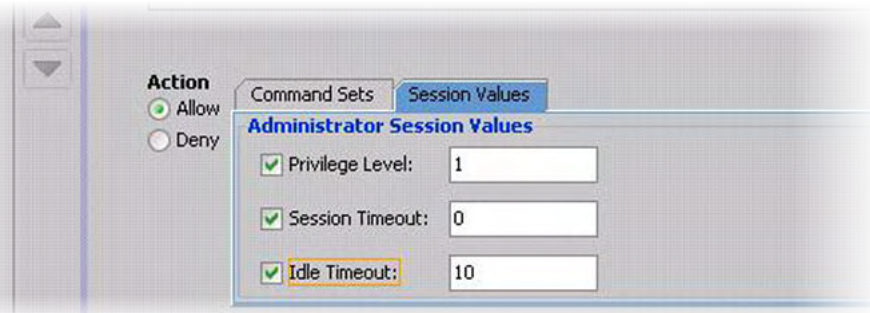 Action
Allow
Deny
Command Sets
Session Values
Administrator Session Values
Privilege Level: 1
Session Timeout: 0
Idle Timeout: 10